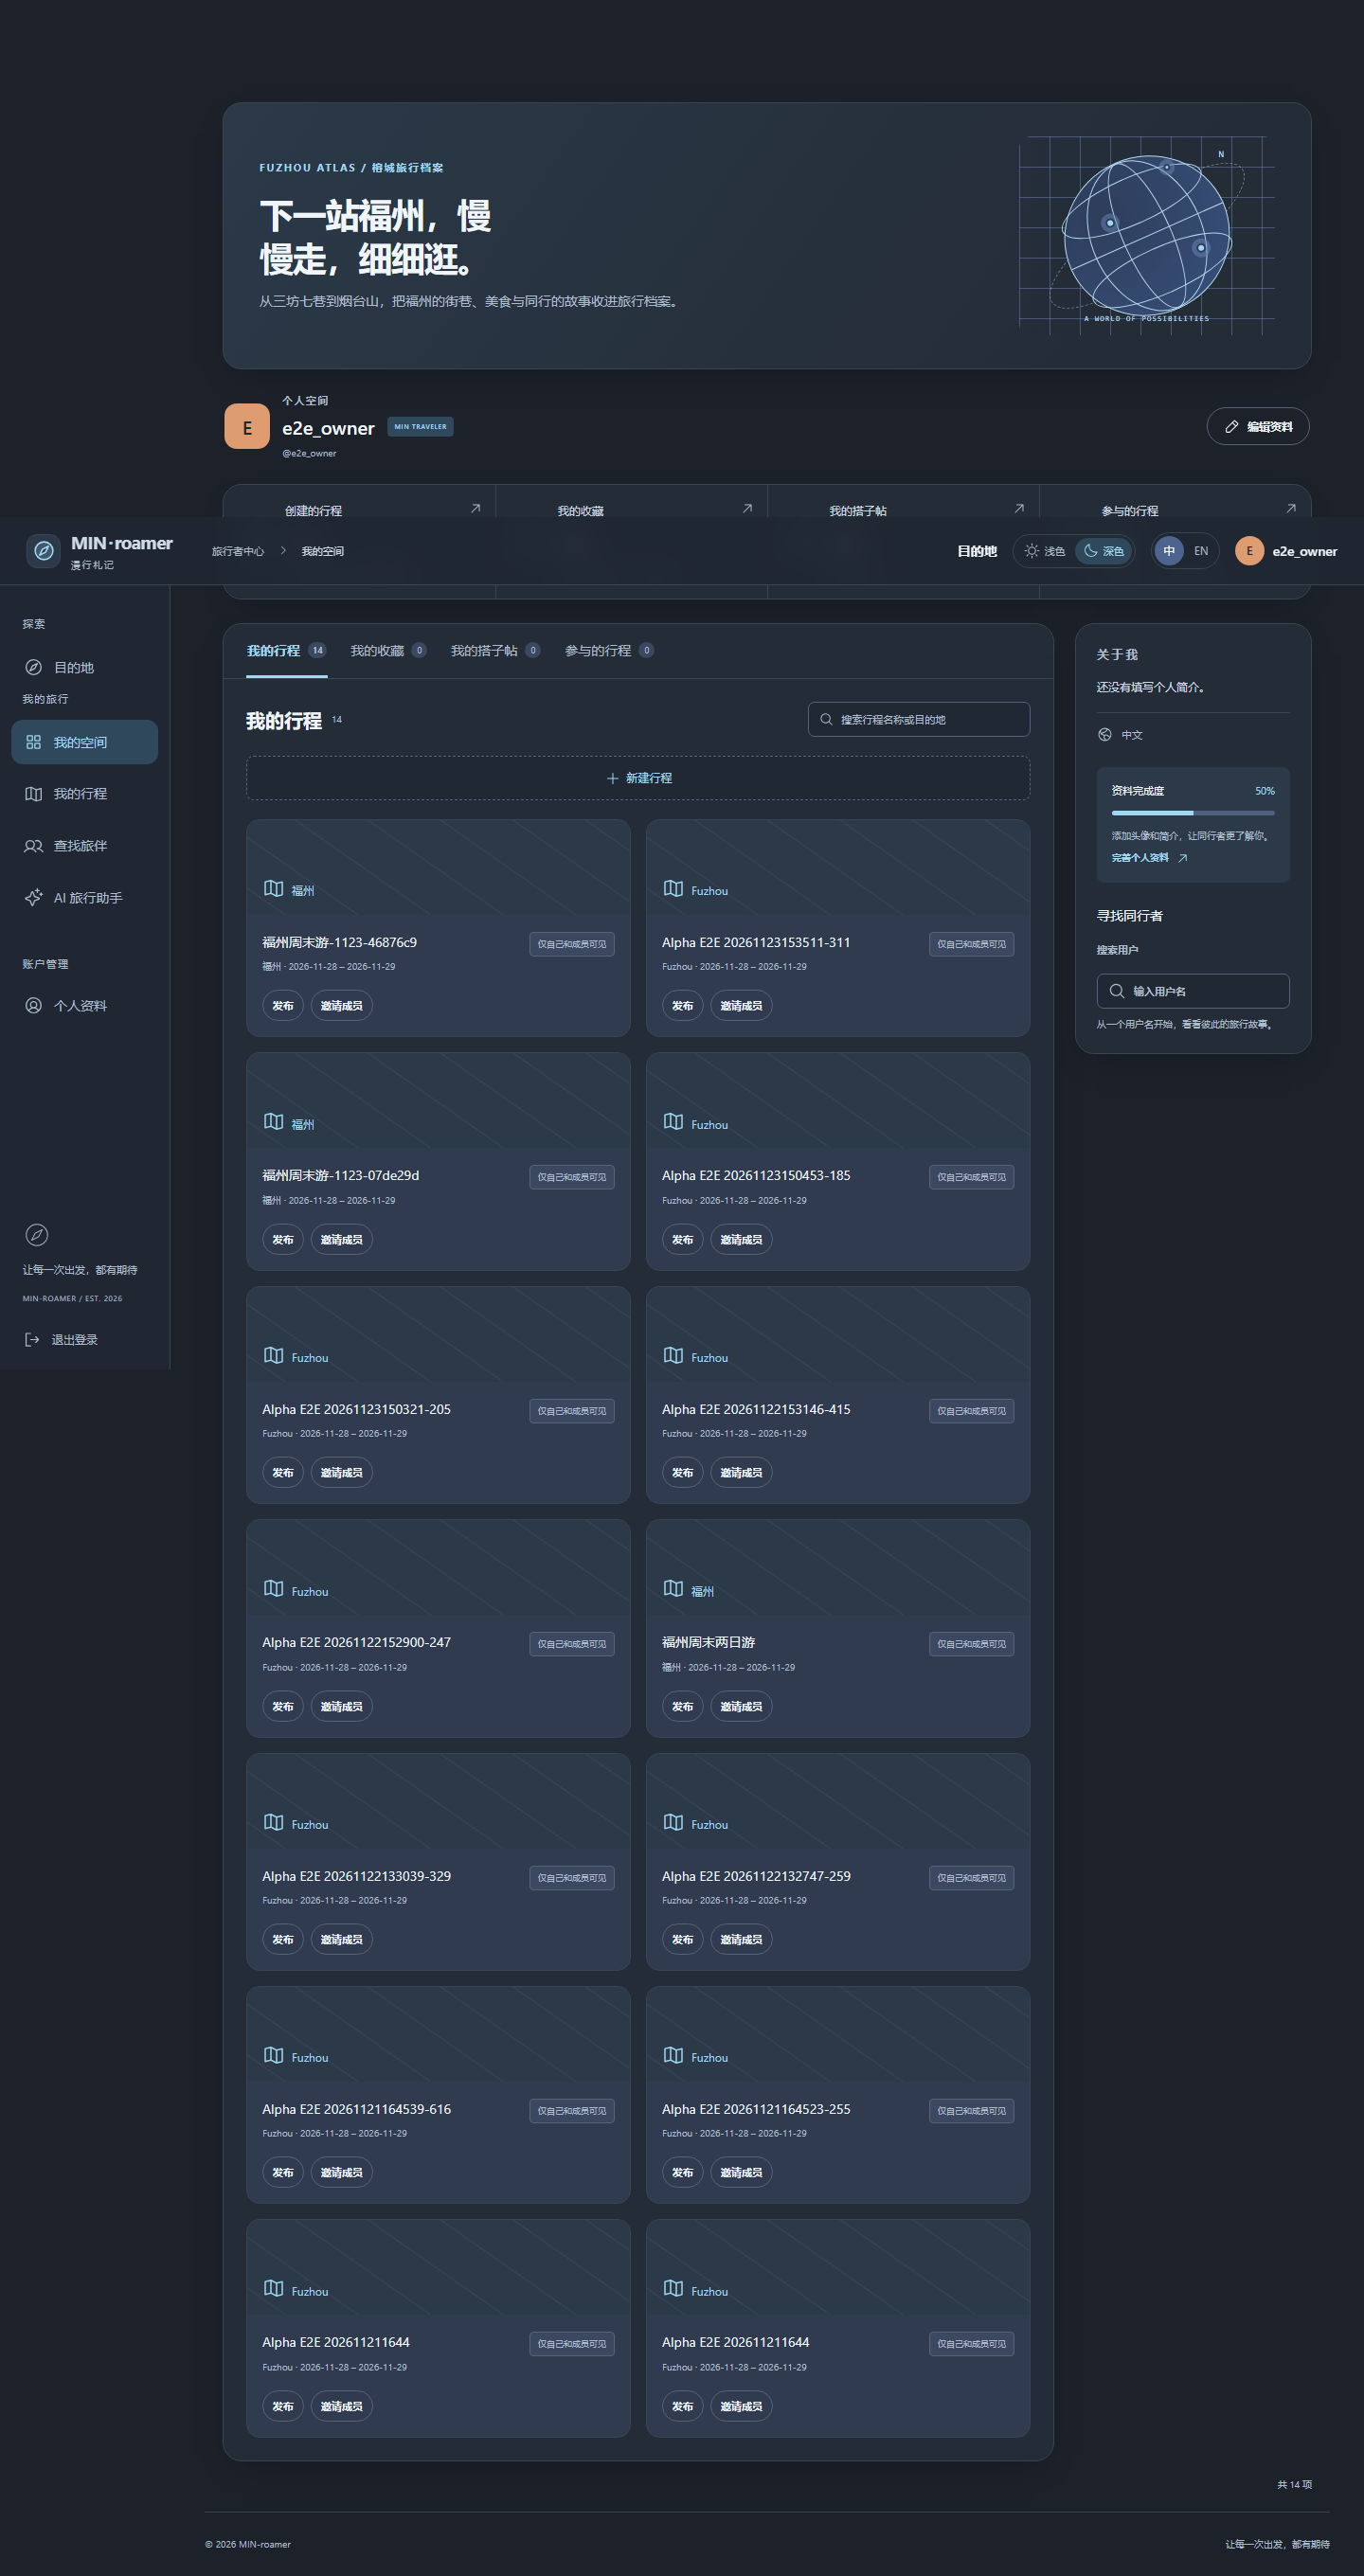 FUZHOU ATLAS / 榕城旅行档案
下一站福州，慢
慢走，细细逛。
从三坊七巷到烟台山，把福州的街巷、美食与同行的故事收进旅行档案。
N
A WORLD OF POSSIBILITIES
个人空间
E
e2e_owner
MIN TRAVELER
@e2e_owner
编辑资料
创建的行程
我的收藏
我的搭子帖
参与的行程
MIN·roamer
漫行札记
旅行者中心
我的空间
目的地
浅色
深色
中
EN
E
e2e_owner
探索
目的地
我的旅行
我的空间
我的行程
查找旅伴
AI 旅行助手
账户管理
个人资料
让每一次出发，都有期待
MIN-ROAMER / EST. 2026
退出登录
我的行程 14
我的收藏 0
我的搭子帖 0
参与的行程 0
我的行程 14
搜索行程名称或目的地
新建行程
福州
福州周末游-1123-46876c9
仅自己和成员可见
福州 · 2026-11-28 – 2026-11-29
发布
邀请成员
Fuzhou
Alpha E2E 20261123153511-311
仅自己和成员可见
Fuzhou · 2026-11-28 – 2026-11-29
发布
邀请成员
福州
福州周末游-1123-07de29d
仅自己和成员可见
福州 · 2026-11-28 – 2026-11-29
发布
邀请成员
Fuzhou
Alpha E2E 20261123150453-185
仅自己和成员可见
Fuzhou · 2026-11-28 – 2026-11-29
发布
邀请成员
Fuzhou
Alpha E2E 20261123150321-205
仅自己和成员可见
Fuzhou · 2026-11-28 – 2026-11-29
发布
邀请成员
Fuzhou
Alpha E2E 20261122153146-415
仅自己和成员可见
Fuzhou · 2026-11-28 – 2026-11-29
发布
邀请成员
Fuzhou
Alpha E2E 20261122152900-247
仅自己和成员可见
Fuzhou · 2026-11-28 – 2026-11-29
发布
邀请成员
福州
福州周末两日游
仅自己和成员可见
福州 · 2026-11-28 – 2026-11-29
发布
邀请成员
Fuzhou
Alpha E2E 20261122133039-329
仅自己和成员可见
Fuzhou · 2026-11-28 – 2026-11-29
发布
邀请成员
Fuzhou
Alpha E2E 20261122132747-259
仅自己和成员可见
Fuzhou · 2026-11-28 – 2026-11-29
发布
邀请成员
Fuzhou
Alpha E2E 20261121164539-616
仅自己和成员可见
Fuzhou · 2026-11-28 – 2026-11-29
发布
邀请成员
Fuzhou
Alpha E2E 20261121164523-255
仅自己和成员可见
Fuzhou · 2026-11-28 – 2026-11-29
发布
邀请成员
Fuzhou
Alpha E2E 202611211644
仅自己和成员可见
Fuzhou · 2026-11-28 – 2026-11-29
发布
邀请成员
Fuzhou
Alpha E2E 202611211644
仅自己和成员可见
Fuzhou · 2026-11-28 – 2026-11-29
发布
邀请成员
关于我
还没有填写个人简介。
中文
资料完成度 50%
添加头像和简介，让同行者更了解你。
完善个人资料
寻找同行者
搜索用户
输入用户名
从一个用户名开始，看看彼此的旅行故事。
共 14 项
© 2026 MIN-roamer
让每一次出发，都有期待